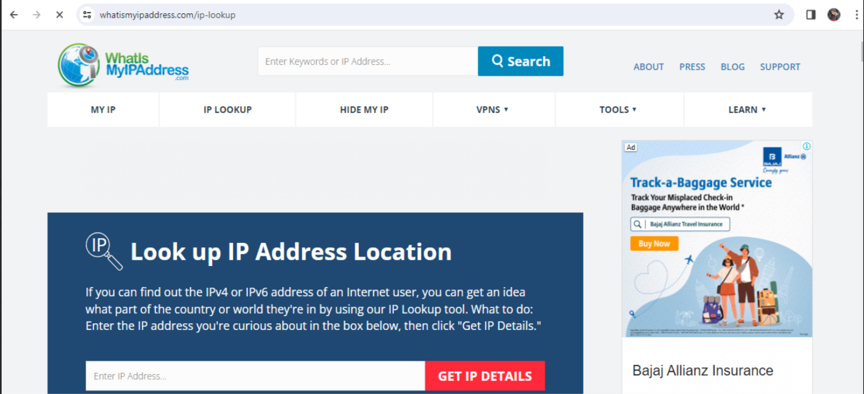 whatismyipaddress.com/ip-lookup
WhatIs
MyIPAddress
.com
Enter Keywords or IP Address...
Search
ABOUT PRESS BLOG SUPPORT
MY IP IP LOOKUP HIDE MY IP VPNS TOOLS LEARN
Ad
Allianz
Track-a-Baggage Service
Track Your Misplaced Check-in
Baggage Anywhere in the World *
Bajaj Allianz Travel Insurance
Buy Now
IP
Look up IP Address Location
If you can find out the IPv4 or IPv6 address of an Internet user, you can get an idea
what part of the country or world they're in by using our IP Lookup tool. What to do:
Enter the IP address you're curious about in the box below, then click "Get IP Details."
Enter IP Address...
GET IP DETAILS
Bajaj Allianz Insurance